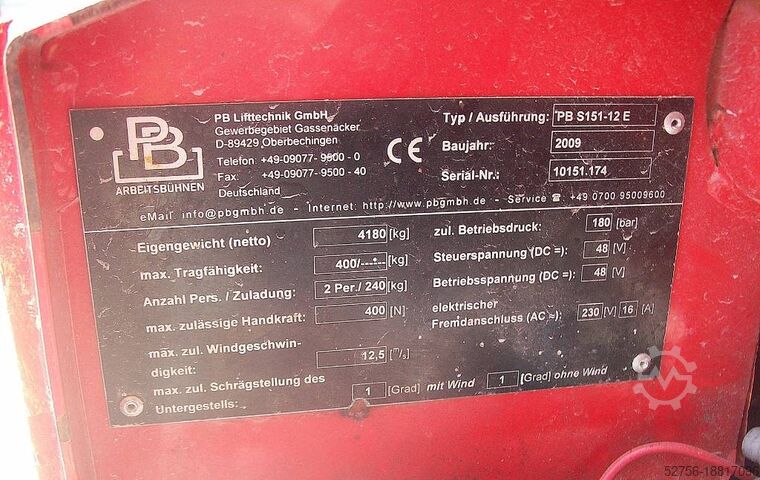 PB
ARBEITSBÜHNEN
PB Lifttechnik GmbH
Gewerbegebiet Gassenäcker
D-89429 Oberbechingen
Telefon: +49-09077- 9500 - 0
Fax: +49-09077- 9500 - 40
Deutschland
CE
Typ / Ausführung: PB S151-12 E
Baujahr: 2009
Serial-Nr.: 10151.174
eMail: info@pbgmbh.de - Internet: http://www.pbgmbh.de - Service ☎ +49 0700 95009600
Eigengewicht (netto) 4180 [kg]
max. Tragfähigkeit: 400/------ [kg]
Anzahl Pers. / Zuladung: 2 Per./ 240 [kg]
max. zulässige Handkraft: 400 [N]
max. zul. Windgeschwin-
digkeit: 12,5 [m/s]
max. zul. Schrägstellung des
Untergestells: 1 [Grad] mit Wind 1 [Grad] ohne Wind
zul. Betriebsdruck: 180 [bar]
Steuerspannung (DC =): 48 [V]
Betriebsspannung (DC =): 48 [V]
elektrischer
Fremdanschluss (AC ~): 230 [V] 16 [A]